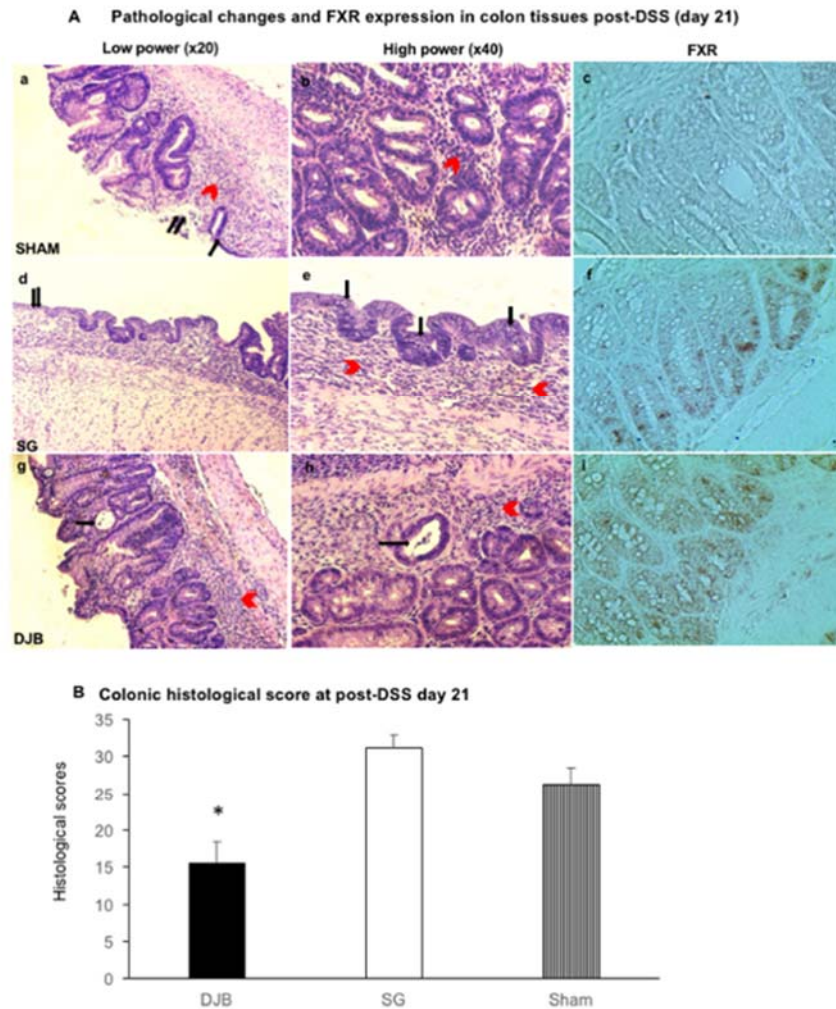 A Pathological changes and FXR expression in colon tissues post-DSS (day 21)
Low power (x20) High power (x40) FXR
a b c
SHAM
d e f
SG
g h i
DJB
B Colonic histological score at post-DSS day 21
Histological scores
35
30
25
20
15
10
5
0
*
DJB SG Sham